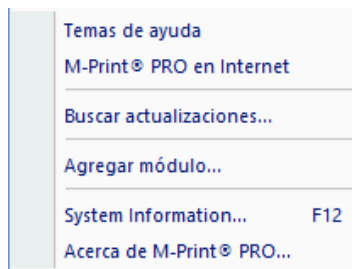 Temas de ayuda
M-Print® PRO en Internet
Buscar actualizaciones...
Agregar módulo...
System Information... F12
Acerca de M-Print® PRO...